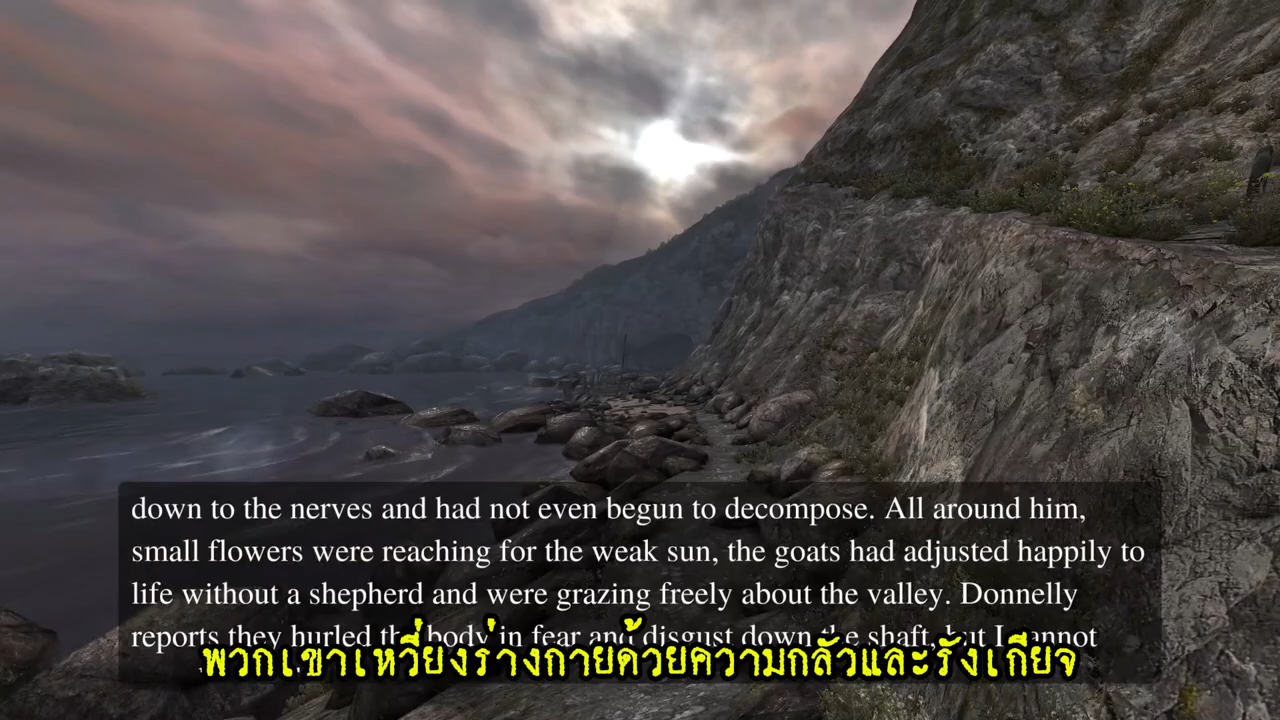 down to the nerves and had not even begun to decompose. All around him,
small flowers were reaching for the weak sun, the goats had adjusted happily to
life without a shepherd and were grazing freely about the valley. Donnelly
reports they hurled the body in fear and disgust down the shaft, but I cannot
พวกเขาเหวี่ยงร่างกายด้วยความกลัวและรังเกียจ